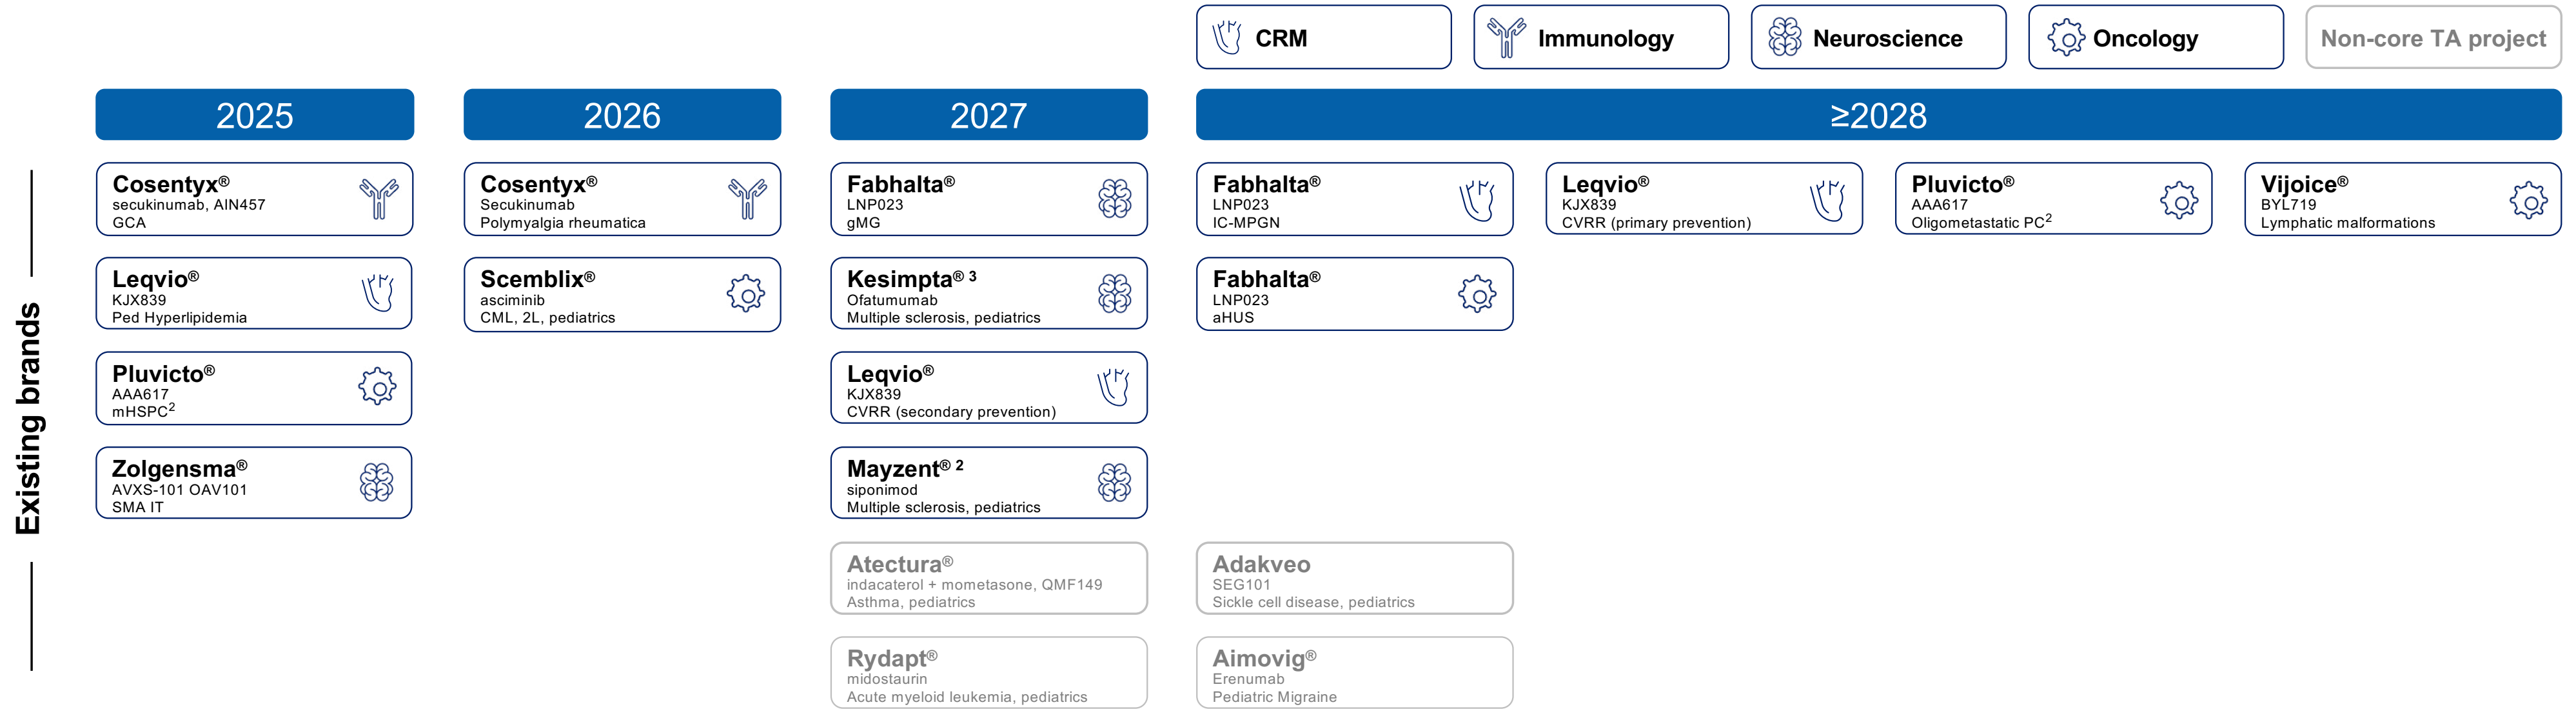 CRM
Immunology
Neuroscience
Oncology
Non-core TA project
2025
2026
2027
≥2028
Existing brands
Cosentyx®
secukinumab, AIN457
GCA
Leqvio®
KJX839
Ped Hyperlipidemia
Pluvicto®
AAA617
mHSPC2
Zolgensma®
AVXS-101 OAV101
SMA IT
Cosentyx®
Secukinumab
Polymyalgia rheumatica
Scemblix®
asciminib
CML, 2L, pediatrics
Fabhalta®
LNP023
gMG
Kesimpta® 3
Ofatumumab
Multiple sclerosis, pediatrics
Leqvio®
KJX839
CVRR (secondary prevention)
Mayzent® 2
siponimod
Multiple sclerosis, pediatrics
Atectura®
indacaterol + mometasone, QMF149
Asthma, pediatrics
Rydapt®
midostaurin
Acute myeloid leukemia, pediatrics
Fabhalta®
LNP023
IC-MPGN
Fabhalta®
LNP023
aHUS
Adakveo
SEG101
Sickle cell disease, pediatrics
Aimovig®
Erenumab
Pediatric Migraine
Leqvio®
KJX839
CVRR (primary prevention)
Pluvicto®
AAA617
Oligometastatic PC2
Vijoice®
BYL719
Lymphatic malformations